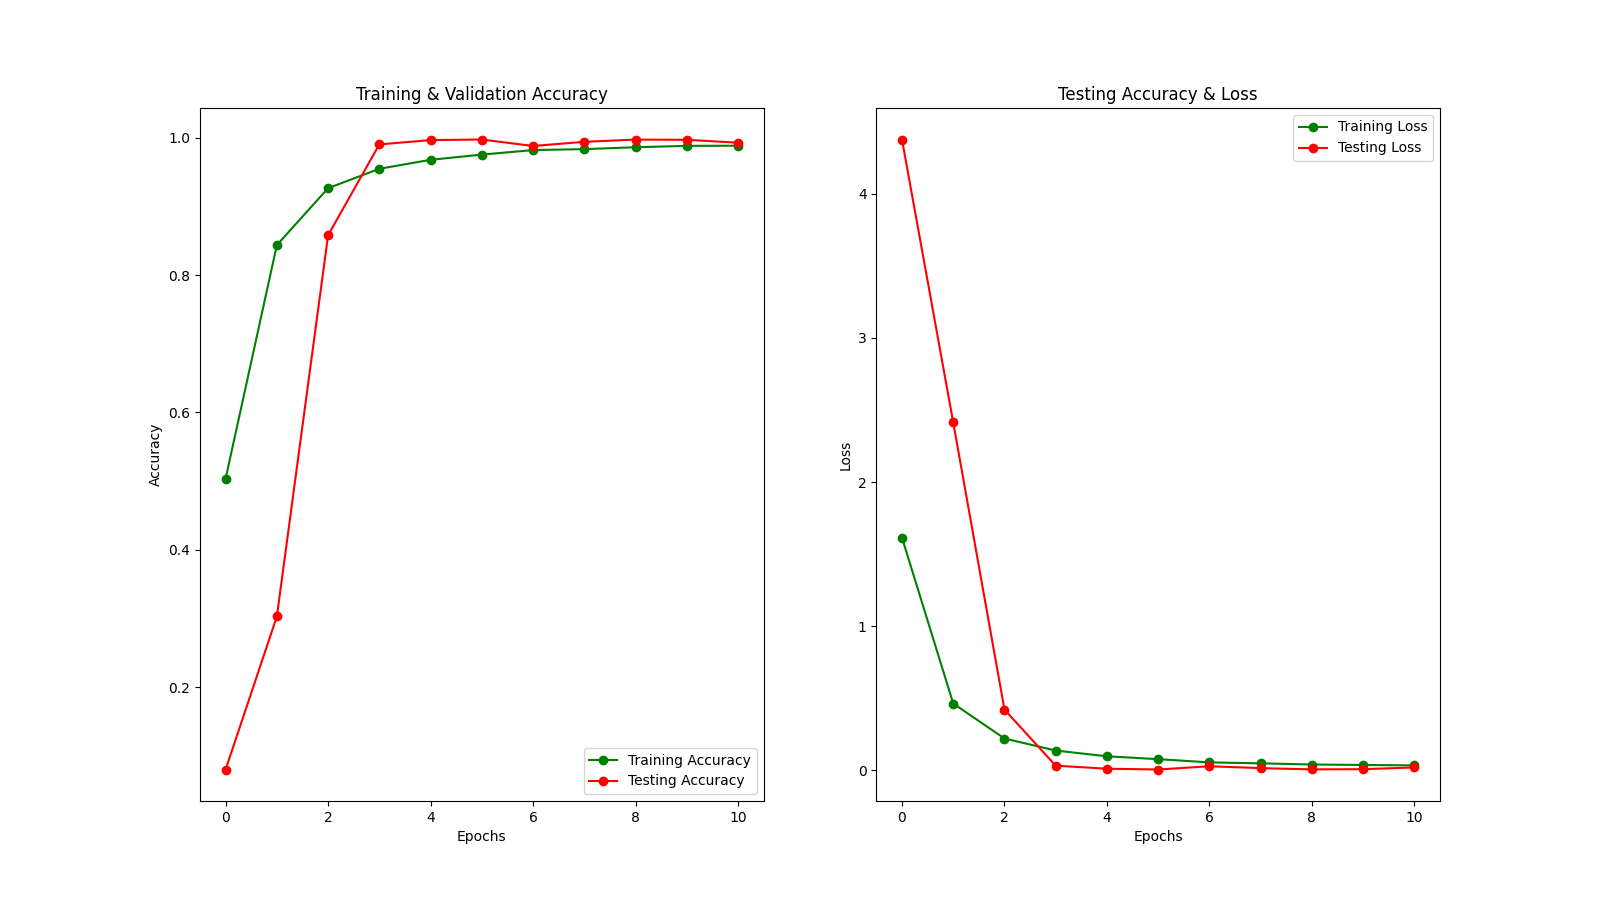 Training & Validation Accuracy
Accuracy
1.0
0.8
0.6
0.4
0.2
0 2 4 6 8 10
Epochs
Training Accuracy
Testing Accuracy
Testing Accuracy & Loss
Loss
4
3
2
1
0
0 2 4 6 8 10
Epochs
Training Loss
Testing Loss